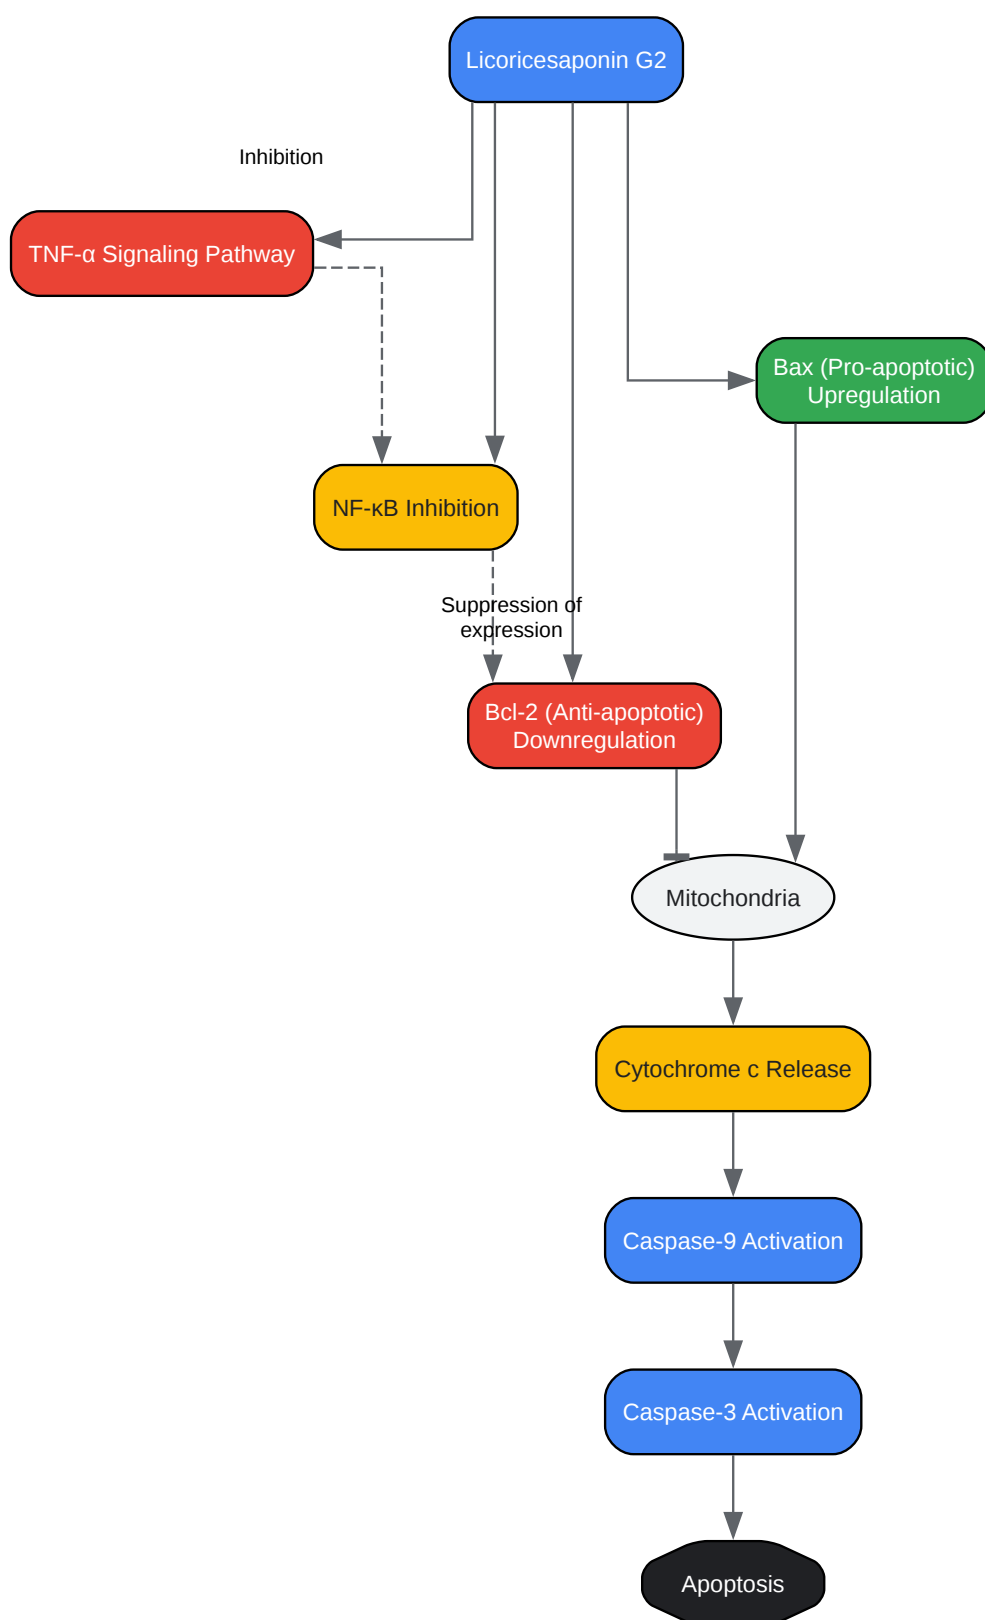 Licoricesaponin G2
Inhibition
TNF-α Signaling Pathway
Bax (Pro-apoptotic)
Upregulation
NF-κB Inhibition
Suppression of
expression
Bcl-2 (Anti-apoptotic)
Downregulation
Mitochondria
Cytochrome c Release
Caspase-9 Activation
Caspase-3 Activation
Apoptosis